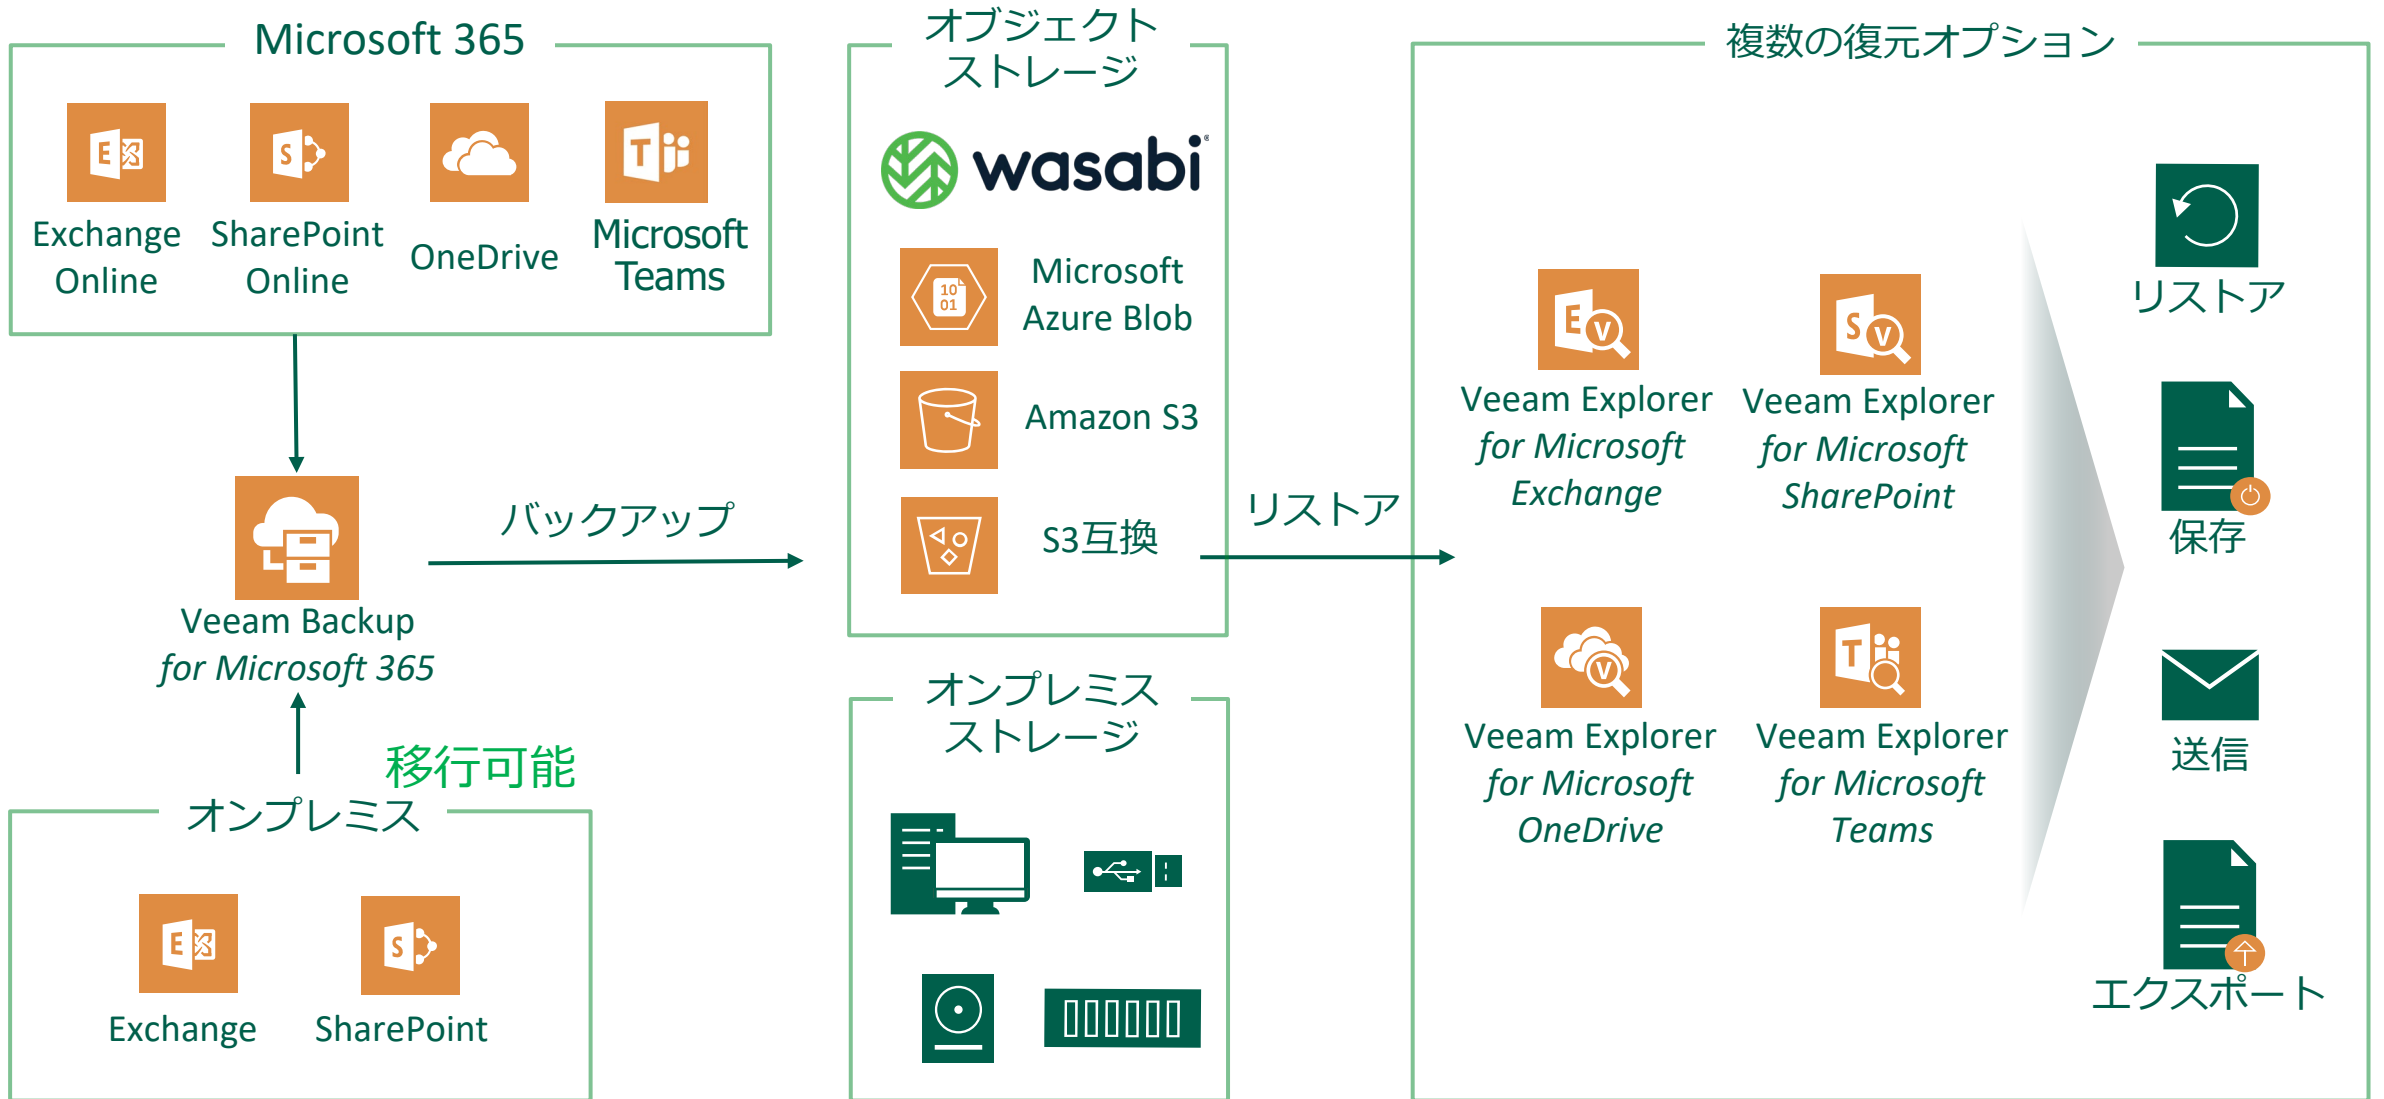 Microsoft 365
Exchange
Online
SharePoint
Online
OneDrive
Microsoft
Teams
Veeam Backup
for Microsoft 365
移行可能
オンプレミス
Exchange
SharePoint
バックアップ
オブジェクト
ストレージ
wasabi
Microsoft
Azure Blob
Amazon S3
S3互換
オンプレミス
ストレージ
リストア
複数の復元オプション
Veeam Explorer
for Microsoft
Exchange
Veeam Explorer
for Microsoft
SharePoint
Veeam Explorer
for Microsoft
OneDrive
Veeam Explorer
for Microsoft
Teams
リストア
保存
送信
エクスポート